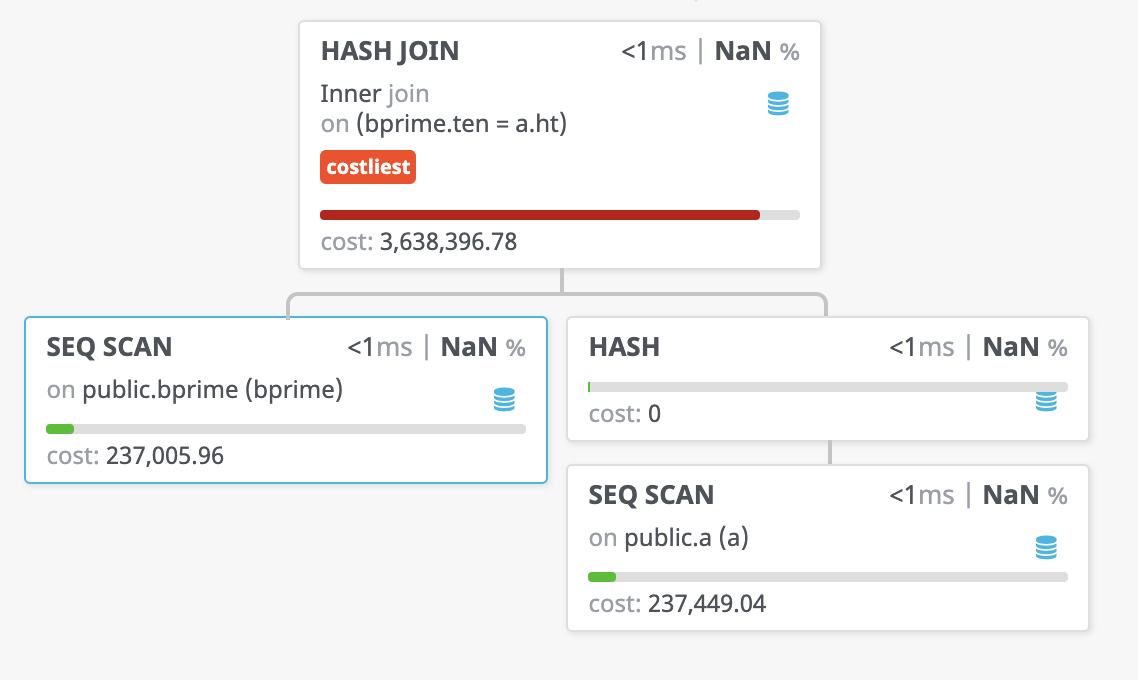 HASH JOIN <1ms | NaN %
Inner join
on (bprime.ten = a.ht)
costliest
cost: 3,638,396.78
SEQ SCAN <1ms | NaN %
on public.bprime (bprime)
cost: 237,005.96
HASH <1ms | NaN %
cost: 0
SEQ SCAN <1ms | NaN %
on public.a (a)
cost: 237,449.04